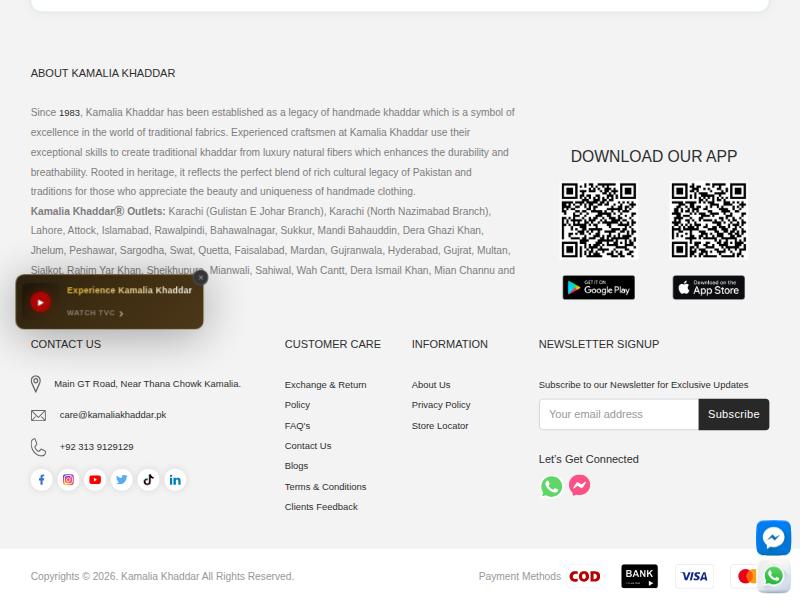 ABOUT KAMALIA KHADDAR
Since 1983, Kamalia Khaddar has been established as a legacy of handmade khaddar which is a symbol of
excellence in the world of traditional fabrics. Experienced craftsmen at Kamalia Khaddar use their
exceptional skills to create traditional khaddar from luxury natural fibers which enhances the durability and
breathability. Rooted in heritage, it reflects the perfect blend of rich cultural legacy of Pakistan and
traditions for those who appreciate the beauty and uniqueness of handmade clothing.
Kamalia Khaddar® Outlets: Karachi (Gulistan E Johar Branch), Karachi (North Nazimabad Branch),
Lahore, Attock, Islamabad, Rawalpindi, Bahawalnagar, Sukkur, Mandi Bahauddin, Dera Ghazi Khan,
Jhelum, Peshawar, Sargodha, Swat, Quetta, Faisalabad, Mardan, Gujranwala, Hyderabad, Gujrat, Multan,
Sialkot, Rahim Yar Khan, Sheikhupura, Mianwali, Sahiwal, Wah Cantt, Dera Ismail Khan, Mian Channu and
DOWNLOAD OUR APP
GET IT ON
Google Play
Download on the
App Store
Experience Kamalia Khaddar
WATCH TVC
CONTACT US
Main GT Road, Near Thana Chowk Kamalia.
care@kamaliakhaddar.pk
+92 313 9129129
CUSTOMER CARE
Exchange & Return
Policy
FAQ's
Contact Us
Blogs
Terms & Conditions
Clients Feedback
INFORMATION
About Us
Privacy Policy
Store Locator
NEWSLETTER SIGNUP
Subscribe to our Newsletter for Exclusive Updates
Your email address
Subscribe
Let's Get Connected
Copyrights © 2026. Kamalia Khaddar All Rights Reserved.
Payment Methods
COD
BANK
VISA